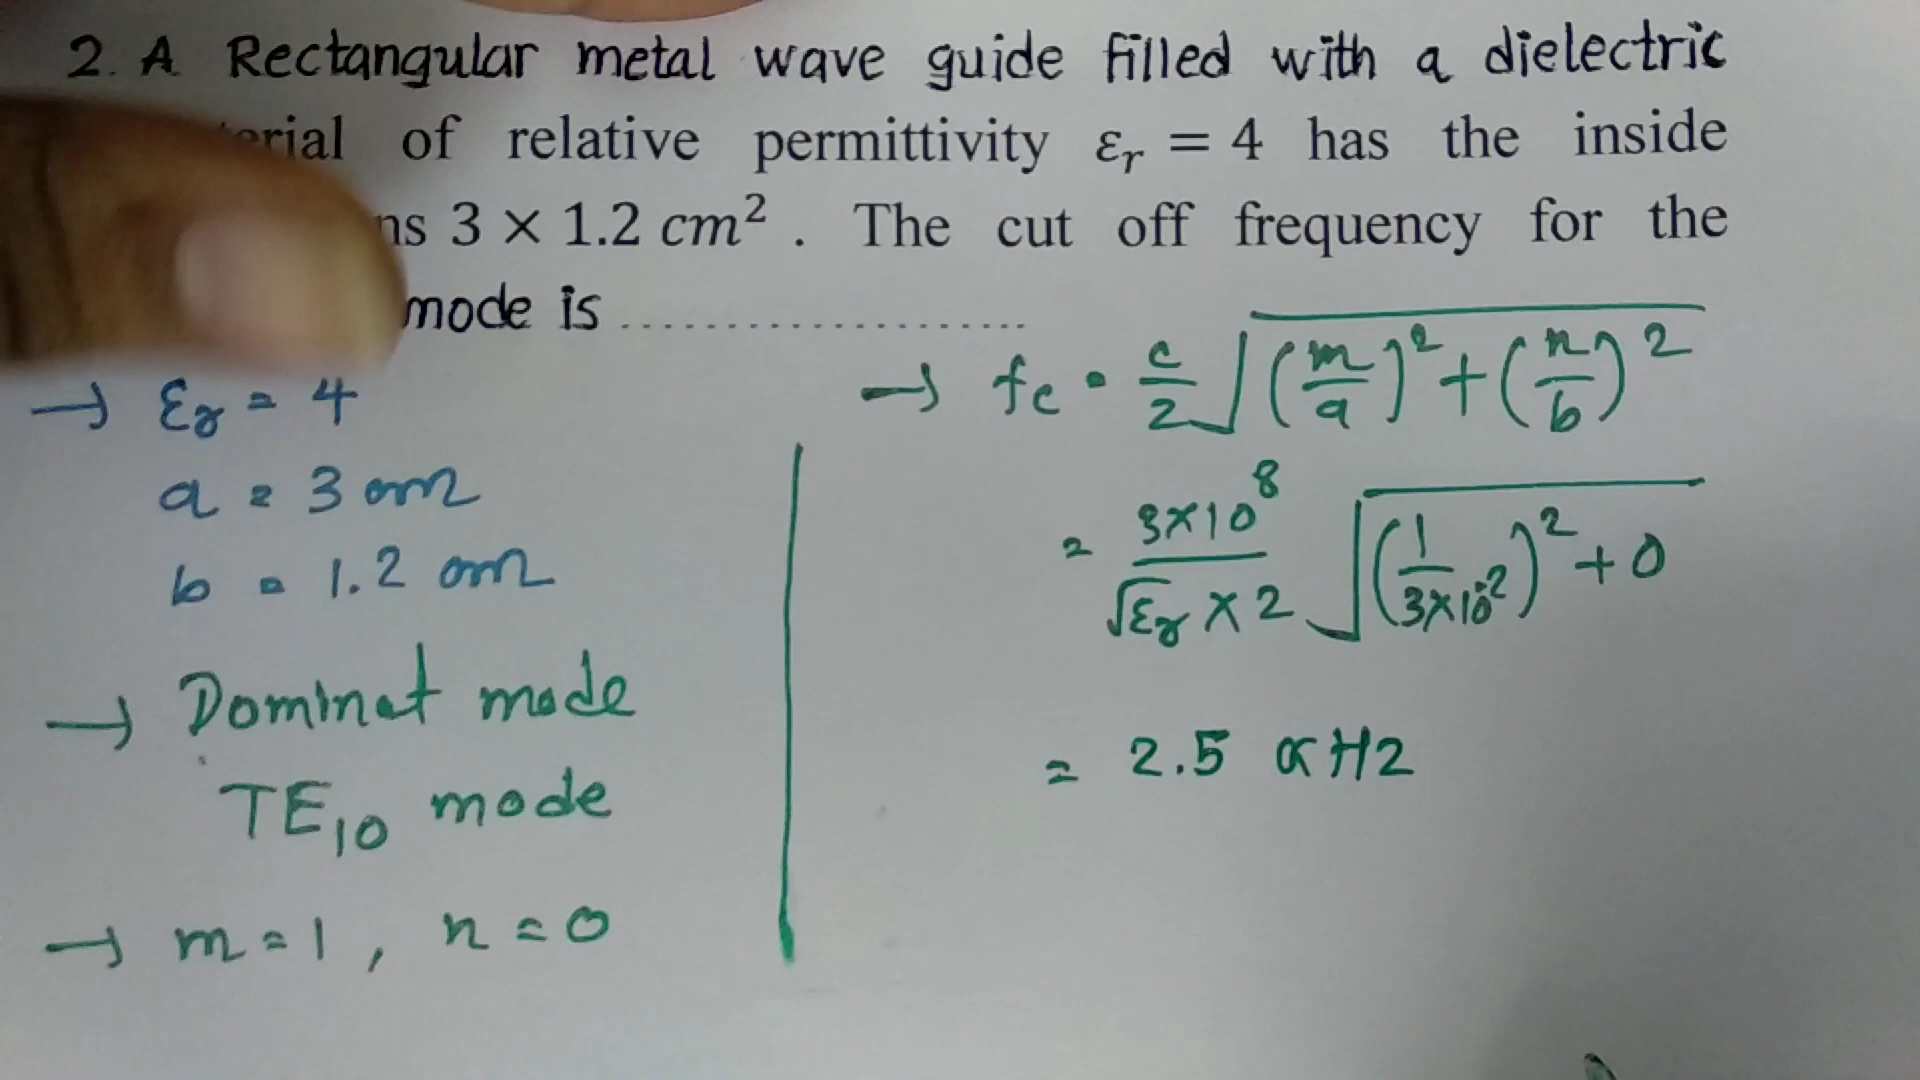 2. A Rectangular metal wave guide filled with a dielectric
of relative permittivity εr = 4 has the inside
3 × 1.2 cm² . The cut off frequency for the
mode is ........................
→ εr = 4
a = 3 cm
b = 1.2 cm
→ Dominat mode
TE10 mode
→ m = 1 , n = 0
→ fc = c/2 √((m/a)² + (n/b)²)
= 3×10⁸/(√εr × 2) √((1/(3×10⁻²))² + 0)
= 2.5 GHz